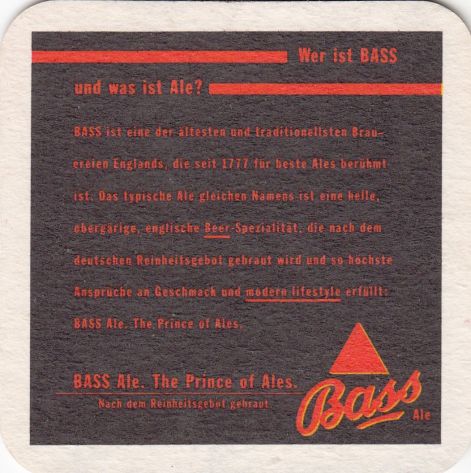 Wer ist BASS
und was ist Ale?
BASS ist eine der ältesten und traditionellsten Brau-
ereien Englands, die seit 1777 für beste Ales berühmt
ist. Das typische Ale gleichen Namens ist eine helle,
obergärige, englische Beer-Spezialität, die nach dem
deutschen Reinheitsgebot gebraut wird und so höchste
Ansprüche an Geschmack und modern lifestyle erfüllt:
BASS Ale. The Prince of Ales.
BASS Ale. The Prince of Ales.
Nach dem Reinheitsgebot gebraut
Bass
Ale